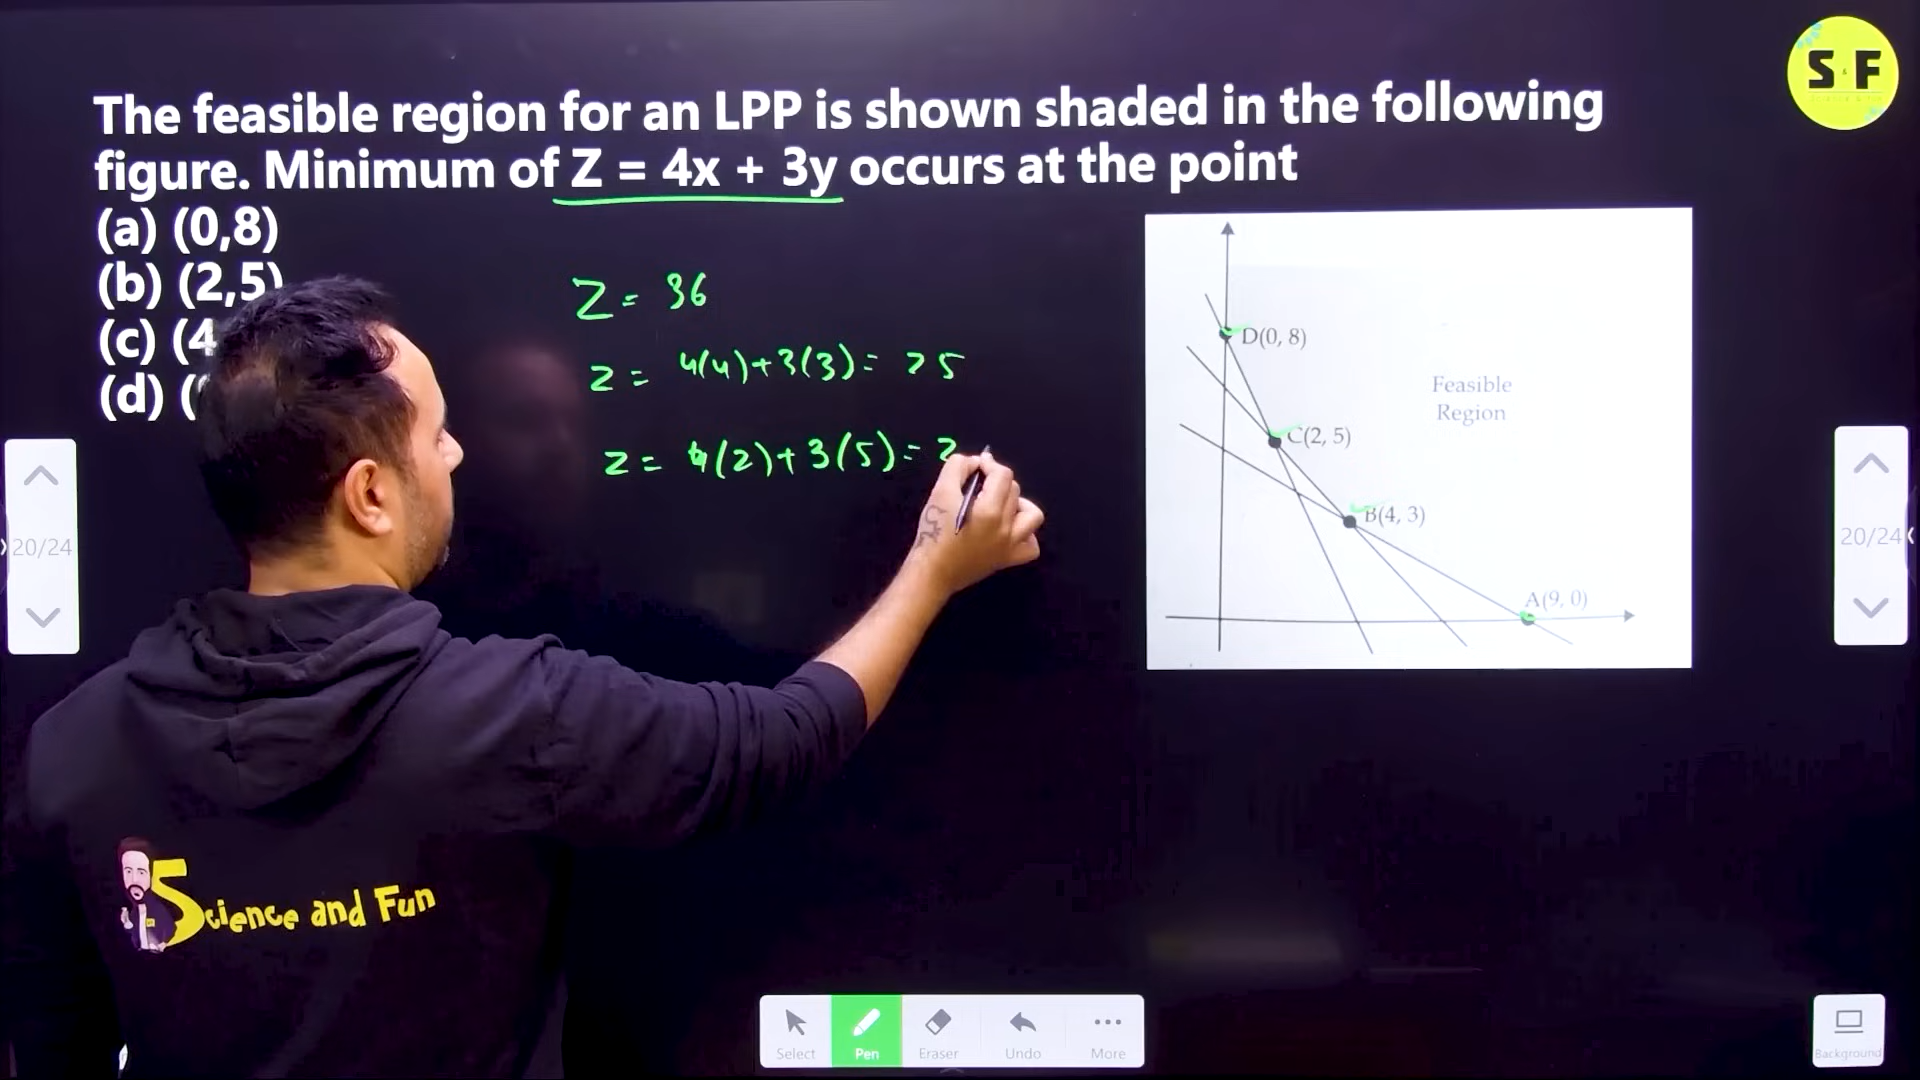 The feasible region for an LPP is shown shaded in the following
figure. Minimum of Z = 4x + 3y occurs at the point
(a) (0,8)
(b) (2,5)
(c) (4
(d) (
Z = 36
z = 4(4)+3(3) = 25
z = 4(2)+3(5) = 2
D(0, 8)
Feasible
Region
C(2, 5)
B(4, 3)
A(9, 0)
S&F
20/24
20/24
Science and Fun
Select
Pen
Eraser
Undo
More
Background